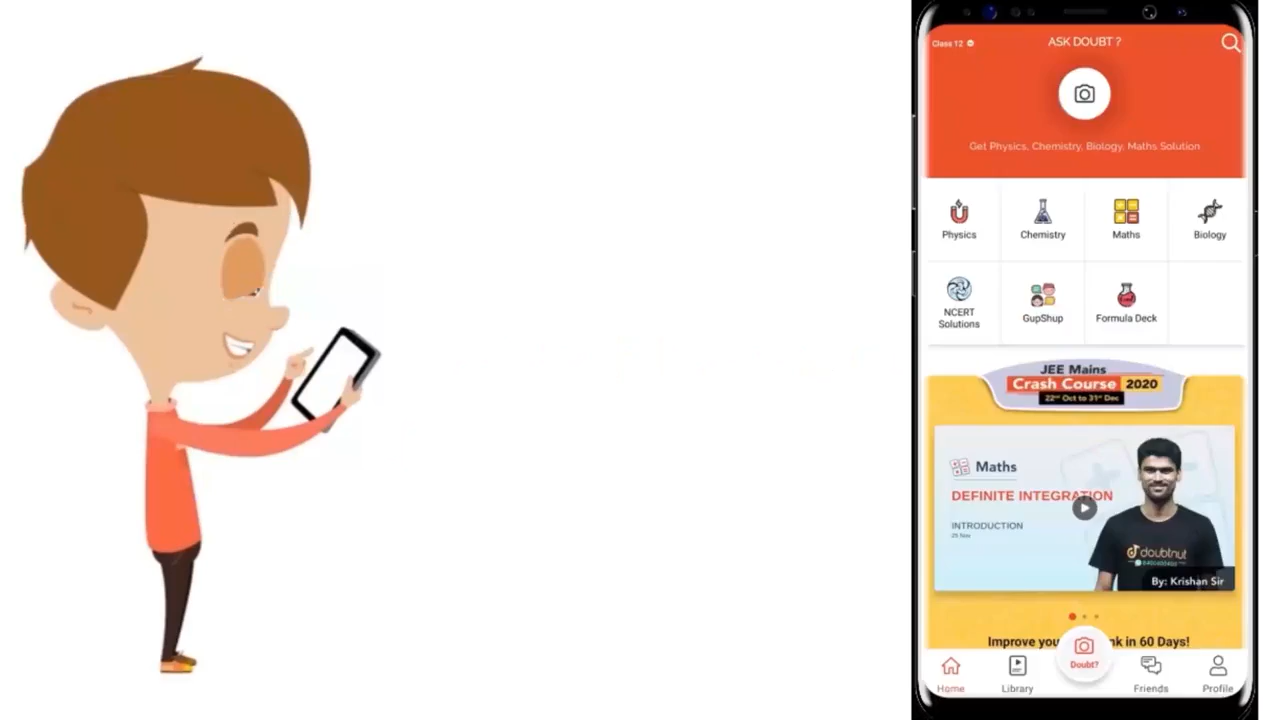 Class 12
ASK DOUBT ?
Get Physics, Chemistry, Biology, Maths Solution
Physics
Chemistry
Maths
Biology
NCERT
Solutions
GupShup
Formula Deck
JEE Mains
Crash Course 2020
22nd Oct to 31st Dec
Maths
DEFINITE INTEGRATION
INTRODUCTION
doubtnut
By: Krishan Sir
Improve you nk in 60 Days!
Doubt?
Home
Library
Friends
Profile